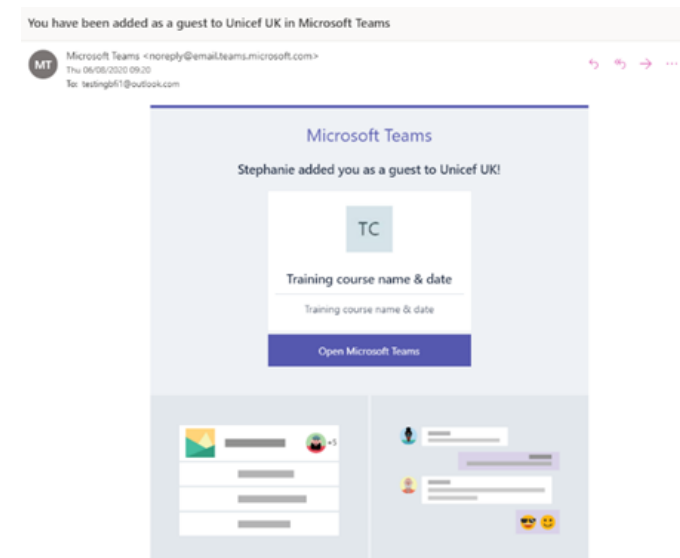 You have been added as a guest to Unicef UK in Microsoft Teams
MT
Microsoft Teams <noreply@email.teams.microsoft.com>
Thu 06/08/2020 09:20
To: testingbfi1@outlook.com
Microsoft Teams
Stephanie added you as a guest to Unicef UK!
TC
Training course name & date
Training course name & date
Open Microsoft Teams
+5